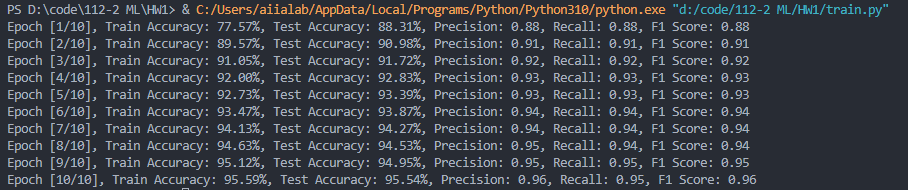 PS D:\code\112-2 ML\HW1> & C:/Users/aiialab/AppData/Local/Programs/Python/Python310/python.exe "d:/code/112-2 ML/HW1/train.py"
Epoch [1/10], Train Accuracy: 77.57%, Test Accuracy: 88.31%, Precision: 0.88, Recall: 0.88, F1 Score: 0.88
Epoch [2/10], Train Accuracy: 89.57%, Test Accuracy: 90.98%, Precision: 0.91, Recall: 0.91, F1 Score: 0.91
Epoch [3/10], Train Accuracy: 91.05%, Test Accuracy: 91.72%, Precision: 0.92, Recall: 0.92, F1 Score: 0.92
Epoch [4/10], Train Accuracy: 92.00%, Test Accuracy: 92.83%, Precision: 0.93, Recall: 0.93, F1 Score: 0.93
Epoch [5/10], Train Accuracy: 92.73%, Test Accuracy: 93.39%, Precision: 0.93, Recall: 0.93, F1 Score: 0.93
Epoch [6/10], Train Accuracy: 93.47%, Test Accuracy: 93.87%, Precision: 0.94, Recall: 0.94, F1 Score: 0.94
Epoch [7/10], Train Accuracy: 94.13%, Test Accuracy: 94.27%, Precision: 0.94, Recall: 0.94, F1 Score: 0.94
Epoch [8/10], Train Accuracy: 94.63%, Test Accuracy: 94.53%, Precision: 0.95, Recall: 0.94, F1 Score: 0.94
Epoch [9/10], Train Accuracy: 95.12%, Test Accuracy: 94.95%, Precision: 0.95, Recall: 0.95, F1 Score: 0.95
Epoch [10/10], Train Accuracy: 95.59%, Test Accuracy: 95.54%, Precision: 0.96, Recall: 0.95, F1 Score: 0.96